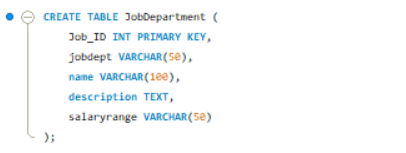 CREATE TABLE JobDepartment (
Job_ID INT PRIMARY KEY,
jobdept VARCHAR(50),
name VARCHAR(100),
description TEXT,
salaryrange VARCHAR(50)
);